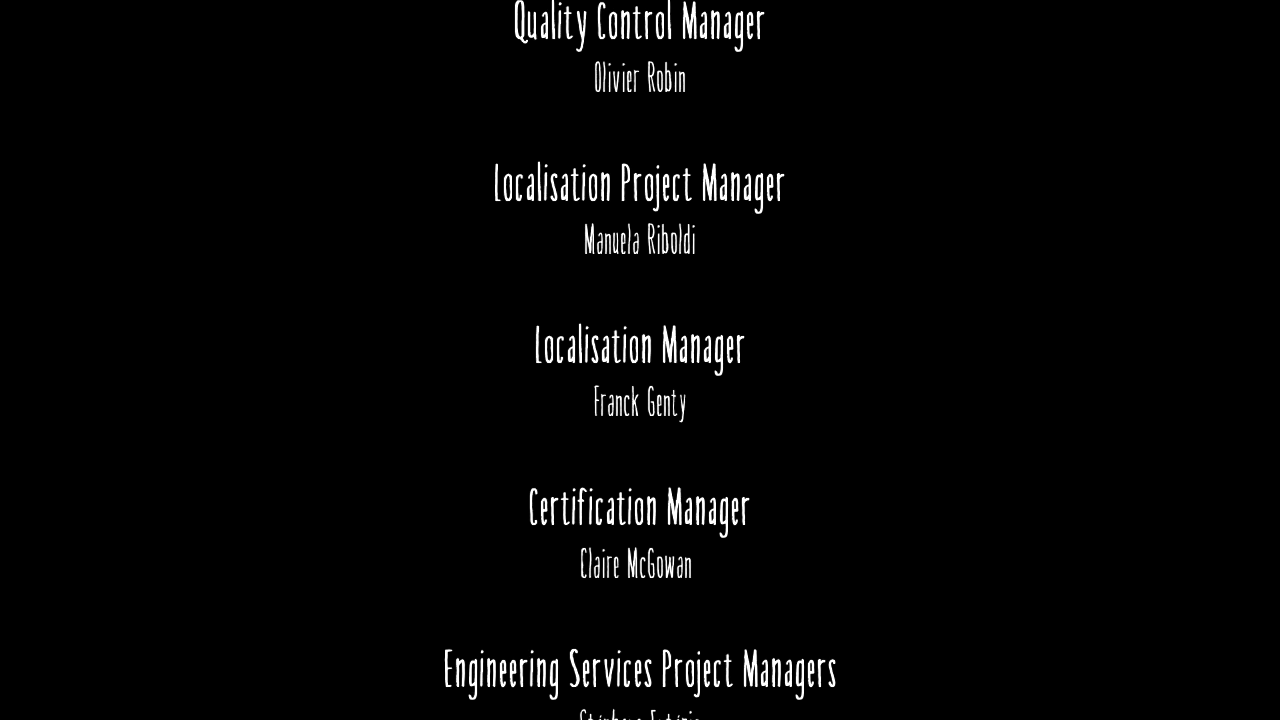 Quality Control Manager
Olivier Robin
Localisation Project Manager
Manuela Riboldi
Localisation Manager
Franck Genty
Certification Manager
Claire McGowan
Engineering Services Project Managers